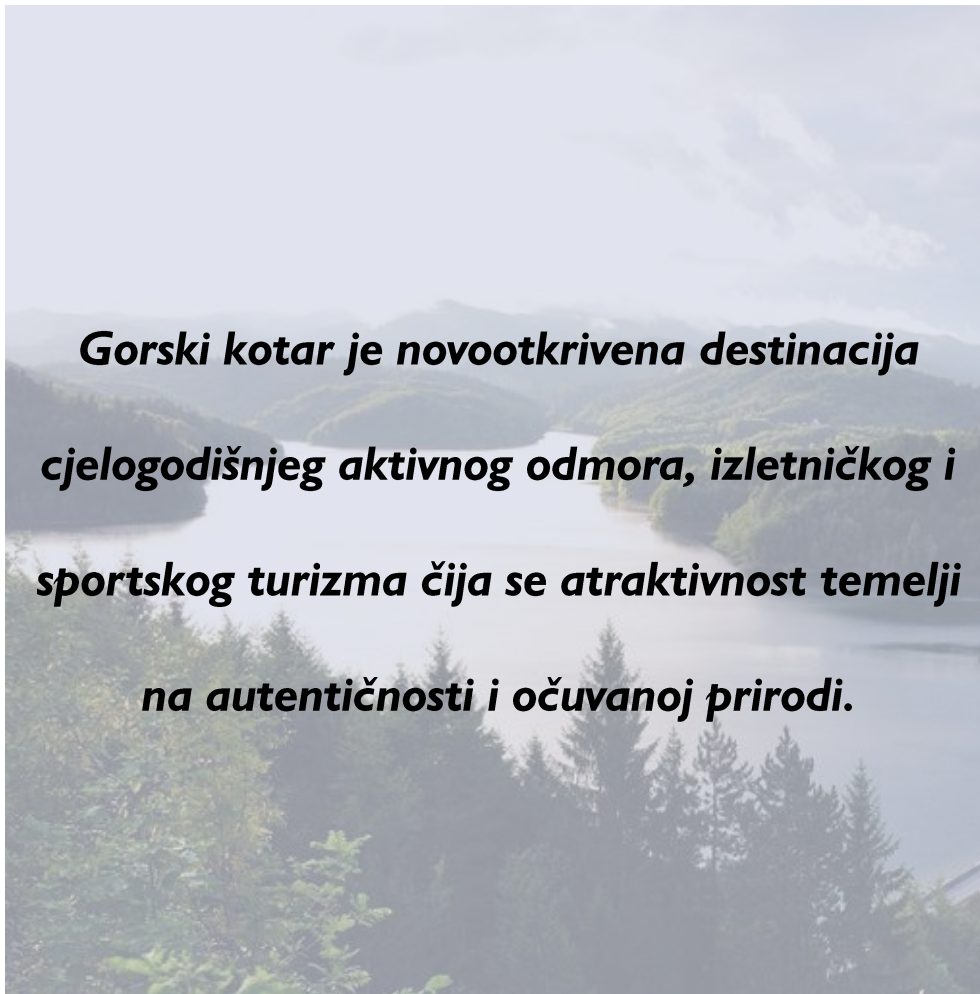 Gorski kotar je novootkrivena destinacija
cjelogodišnjeg aktivnog odmora, izletničkog i
sportskog turizma čija se atraktivnost temelji
na autentičnosti i očuvanoj prirodi.